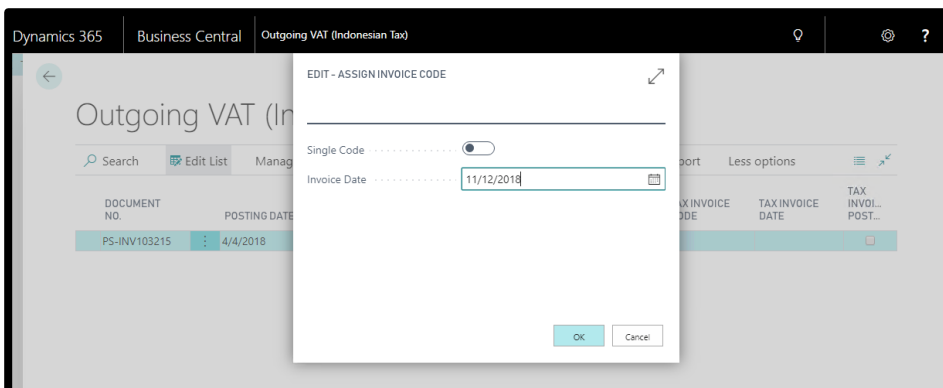 Dynamics 365 Business Central Outgoing VAT (Indonesian Tax) ?
EDIT - ASSIGN INVOICE CODE
Outgoing VAT (In
Single Code
Search Edit List Manag port Less options
Invoice Date 11/12/2018
DOCUMENT NO. POSTING DATE AX INVOICE ODE TAX INVOICE DATE TAX INVOI... POST...
PS-INV103215 4/4/2018
OK Cancel